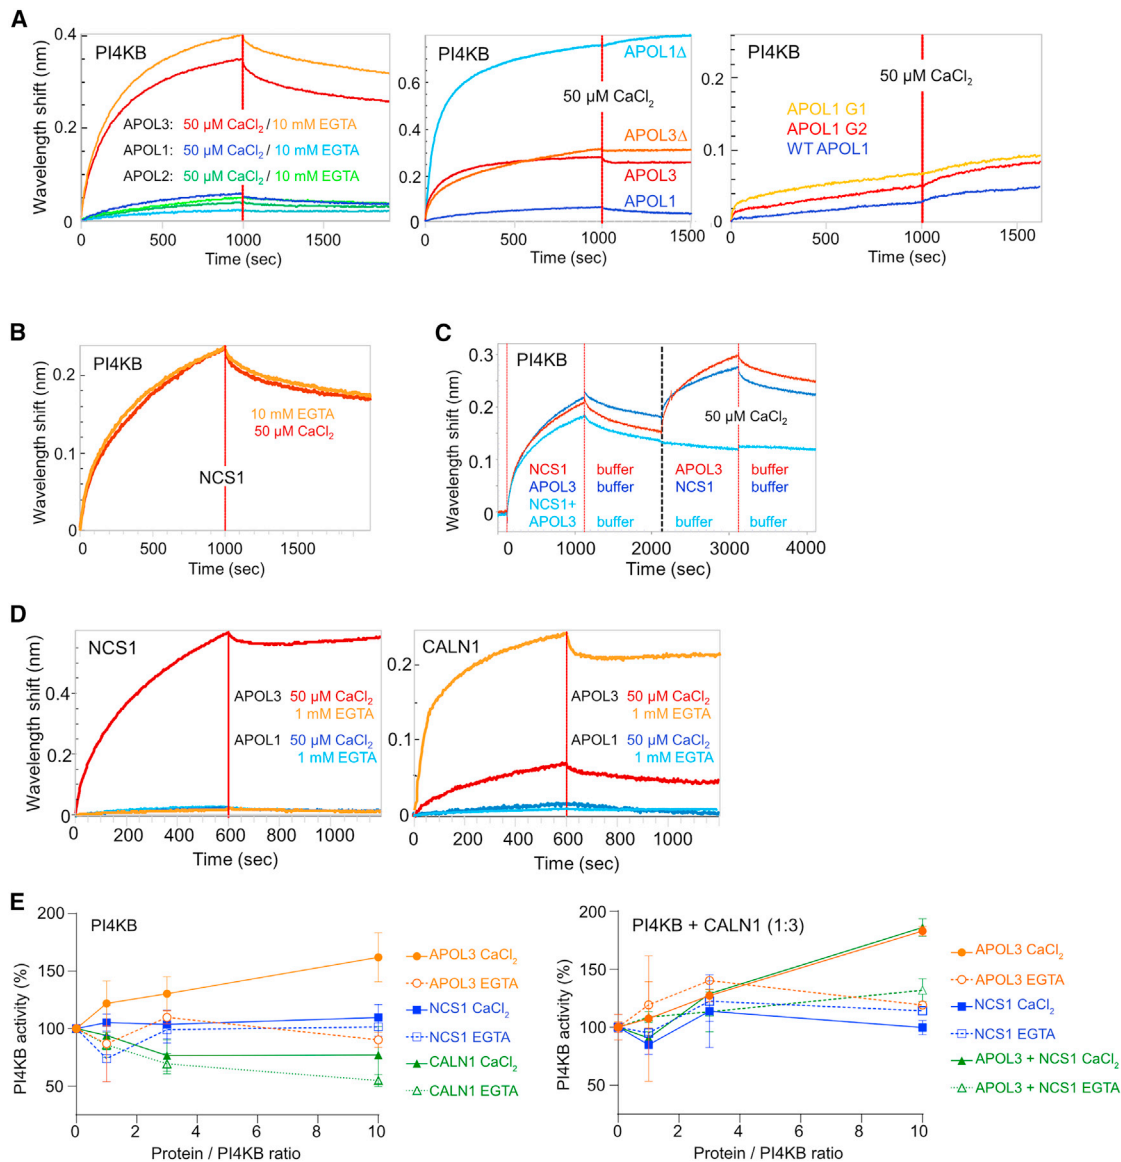 A
PI4KB
APOL3: 50 µM CaCl2 / 10 mM EGTA
APOL1: 50 µM CaCl2 / 10 mM EGTA
APOL2: 50 µM CaCl2 / 10 mM EGTA
Wavelength shift (nm)
0.4
0.2
0
0 500 1000 1500
Time (sec)
PI4KB
APOL1Δ
50 µM CaCl2
APOL3Δ
APOL3
APOL1
0.6
0.4
0.2
0
0 500 1000 1500
Time (sec)
PI4KB
50 µM CaCl2
APOL1 G1
APOL1 G2
WT APOL1
0.2
0.1
0
0 500 1000 1500
Time (sec)
B
PI4KB
10 mM EGTA
50 µM CaCl2
NCS1
Wavelength shift (nm)
0.2
0.1
0
0 500 1000 1500
Time (sec)
C
PI4KB
50 µM CaCl2
NCS1 buffer APOL3 buffer
APOL3 buffer NCS1 buffer
NCS1+
APOL3 buffer buffer buffer
Wavelength shift (nm)
0.3
0.2
0.1
0
0 1000 2000 3000 4000
Time (sec)
D
NCS1
APOL3 50 µM CaCl2
1 mM EGTA
APOL1 50 µM CaCl2
1 mM EGTA
Wavelength shift (nm)
0.4
0.2
0
0 200 400 600 800 1000
Time (sec)
CALN1
APOL3 50 µM CaCl2
1 mM EGTA
APOL1 50 µM CaCl2
1 mM EGTA
0.2
0.1
0
0 200 400 600 800 1000
Time (sec)
E
PI4KB
PI4KB activity (%)
200
150
100
50
0 2 4 6 8 10
Protein / PI4KB ratio
APOL3 CaCl2
APOL3 EGTA
NCS1 CaCl2
NCS1 EGTA
CALN1 CaCl2
CALN1 EGTA
PI4KB + CALN1 (1:3)
PI4KB activity (%)
200
150
100
50
0 2 4 6 8 10
Protein / PI4KB ratio
APOL3 CaCl2
APOL3 EGTA
NCS1 CaCl2
NCS1 EGTA
APOL3 + NCS1 CaCl2
APOL3 + NCS1 EGTA